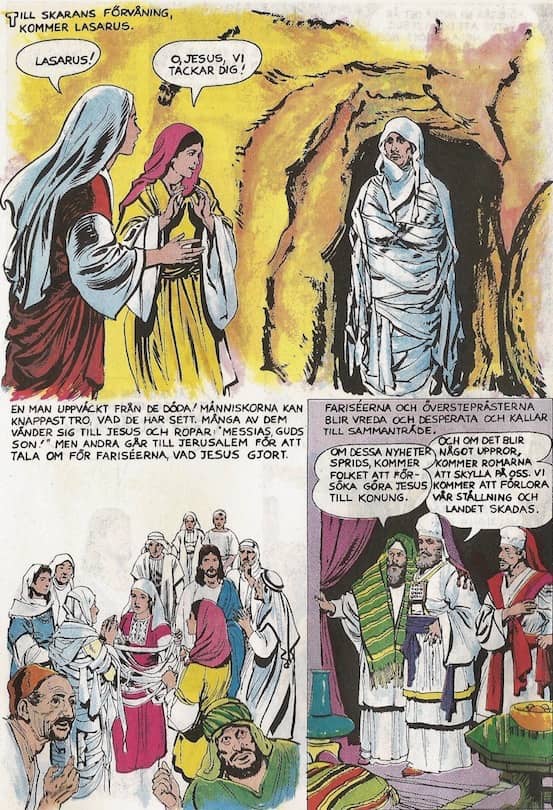 TILL SKARANS FÖRVÅNING,
KOMMER LASARUS.
LASARUS!
O, JESUS, VI
TACKAR DIG!
EN MAN UPPVÄCKT FRÅN DE DÖDA! MÄNNISKORNA KAN
KNAPPAST TRO, VAD DE HAR SETT. MÅNGA AV DEM
VÄNDER SIG TILL JESUS OCH ROPAR: "MESSIAS, GUDS
SON!" MEN ANDRA GÅR TILL JERUSALEM FÖR ATT
TALA OM FÖR FARISÉERNA, VAD JESUS GJORT.
FARISÉERNA OCH ÖVERSTEPRÄSTERNA
BLIR VREDA OCH DESPERATA OCH KALLAR
TILL SAMMANTRÄDE.
OM DESSA NYHETER
SPRIDS, KOMMER
FOLKET ATT FÖR-
SÖKA GÖRA JESUS
TILL KONUNG.
OCH OM DET BLIR
NÅGOT UPPROR,
KOMMER ROMARNA
ATT SKYLLA PÅ OSS. VI
KOMMER ATT FÖRLORA
VÅR STÄLLNING OCH
LANDET SKADAS.